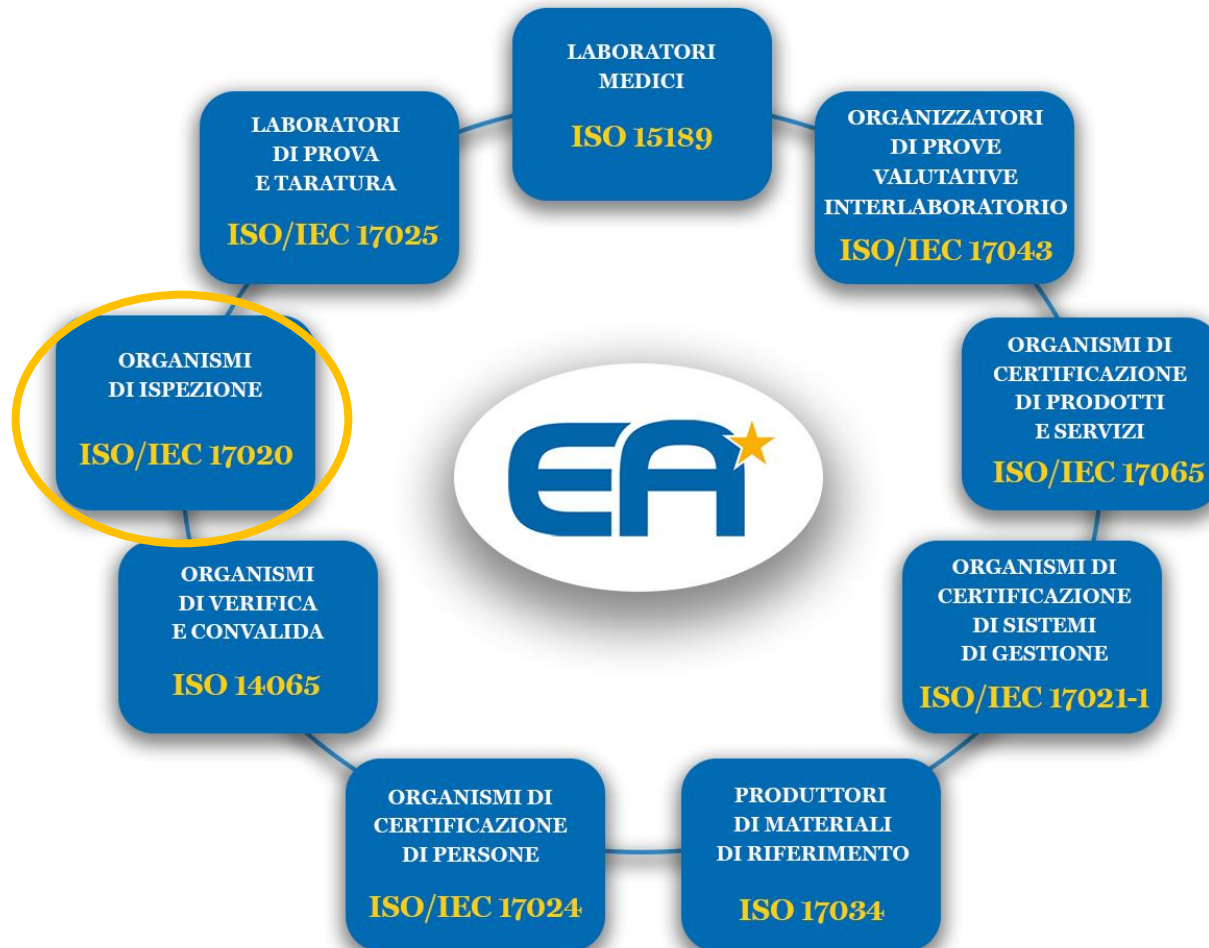 LABORATORI
MEDICI
ISO 15189
ORGANIZZATORI
DI PROVE
VALUTATIVE
INTERLABORATORIO
ISO/IEC 17043
ORGANISMI DI
CERTIFICAZIONE
DI PRODOTTI
E SERVIZI
ISO/IEC 17065
ORGANISMI DI
CERTIFICAZIONE
DI SISTEMI
DI GESTIONE
ISO/IEC 17021-1
PRODUTTORI
DI MATERIALI
DI RIFERIMENTO
ISO 17034
ORGANISMI DI
CERTIFICAZIONE
DI PERSONE
ISO/IEC 17024
ORGANISMI
DI VERIFICA
E CONVALIDA
ISO 14065
ORGANISMI
DI ISPEZIONE
ISO/IEC 17020
LABORATORI
DI PROVA
E TARATURA
ISO/IEC 17025
EA